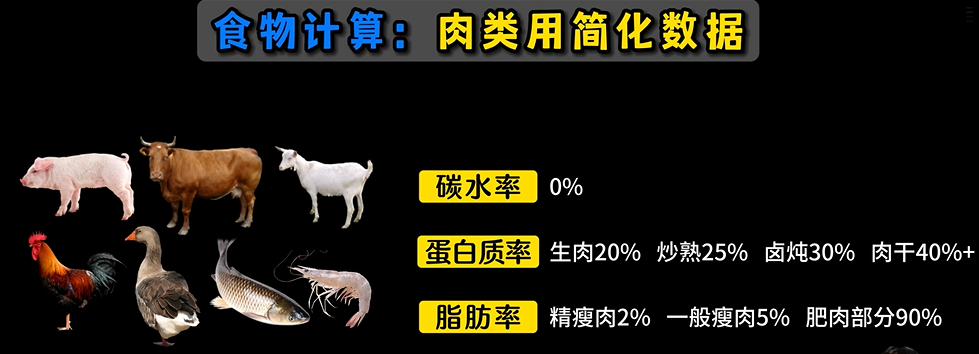 食物计算：肉类用简化数据
碳水率 0%
蛋白质率 生肉20% 炒熟25% 卤炖30% 肉干40%+
脂肪率 精瘦肉2% 一般瘦肉5% 肥肉部分90%